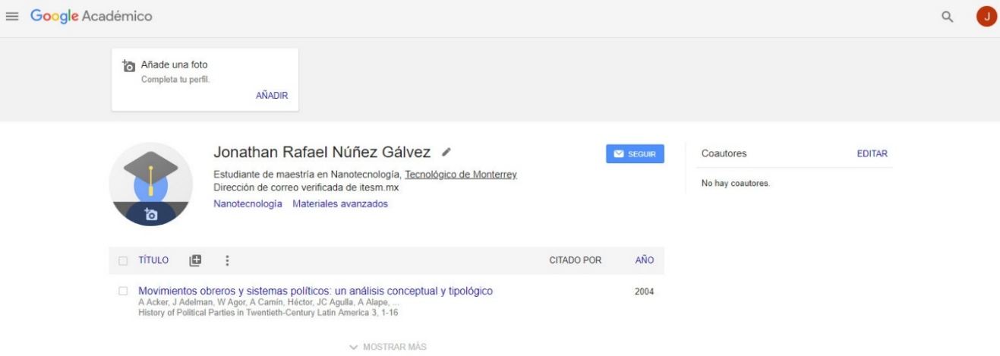 Google Académico
J
Añade una foto
Completa tu perfil.
AÑADIR
Jonathan Rafael Núñez Gálvez
SEGUIR
Estudiante de maestría en Nanotecnología, Tecnológico de Monterrey
Dirección de correo verificada de itesm.mx
Nanotecnología Materiales avanzados
Coautores EDITAR
No hay coautores.
TÍTULO CITADO POR AÑO
Movimientos obreros y sistemas políticos: un análisis conceptual y tipológico 2004
A Acker, J Adelman, W Agor, A Camín, Héctor, JC Agulla, A Alape, ...
History of Political Parties in Twentieth-Century Latin America 3, 1-16
MOSTRAR MÁS